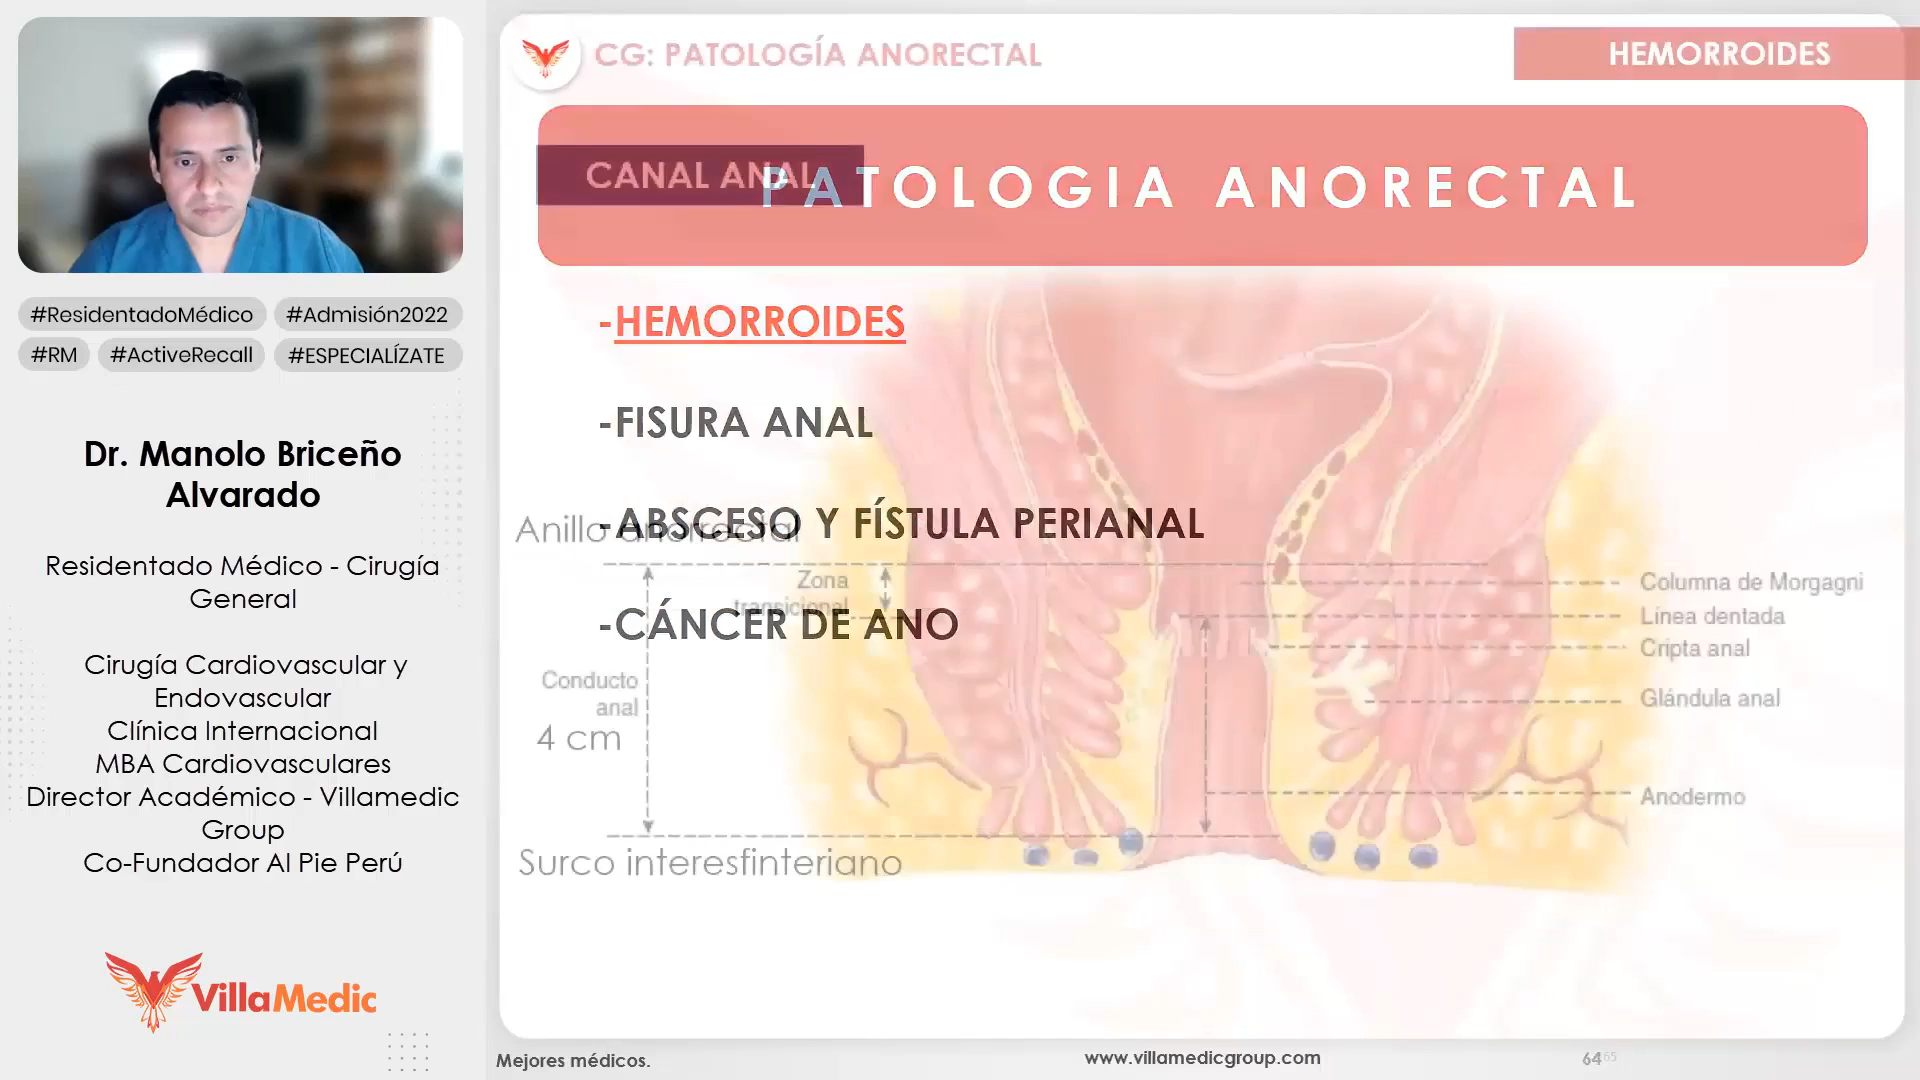 #ResidentadoMédico
#Admisión2022
#RM
#ActiveRecall
#ESPECIALÍZATE
Dr. Manolo Briceño
Alvarado
Residentado Médico - Cirugía
General
Cirugía Cardiovascular y
Endovascular
Clínica Internacional
MBA Cardiovasculares
Director Académico - Villamedic
Group
Co-Fundador Al Pie Perú
VillaMedic
CG: PATOLOGÍA ANORECTAL
HEMORROIDES
CANAL ANAL
PATOLOGIA ANORECTAL
-HEMORROIDES
-FISURA ANAL
-ABSCESO Y FÍSTULA PERIANAL
-CÁNCER DE ANO
Anillo anorrectal
Zona
transicional
Conducto
anal
4 cm
Surco interesfinteriano
Columna de Morgagni
Línea dentada
Cripta anal
Glándula anal
Anodermo
Mejores médicos.
www.villamedicgroup.com
64
65